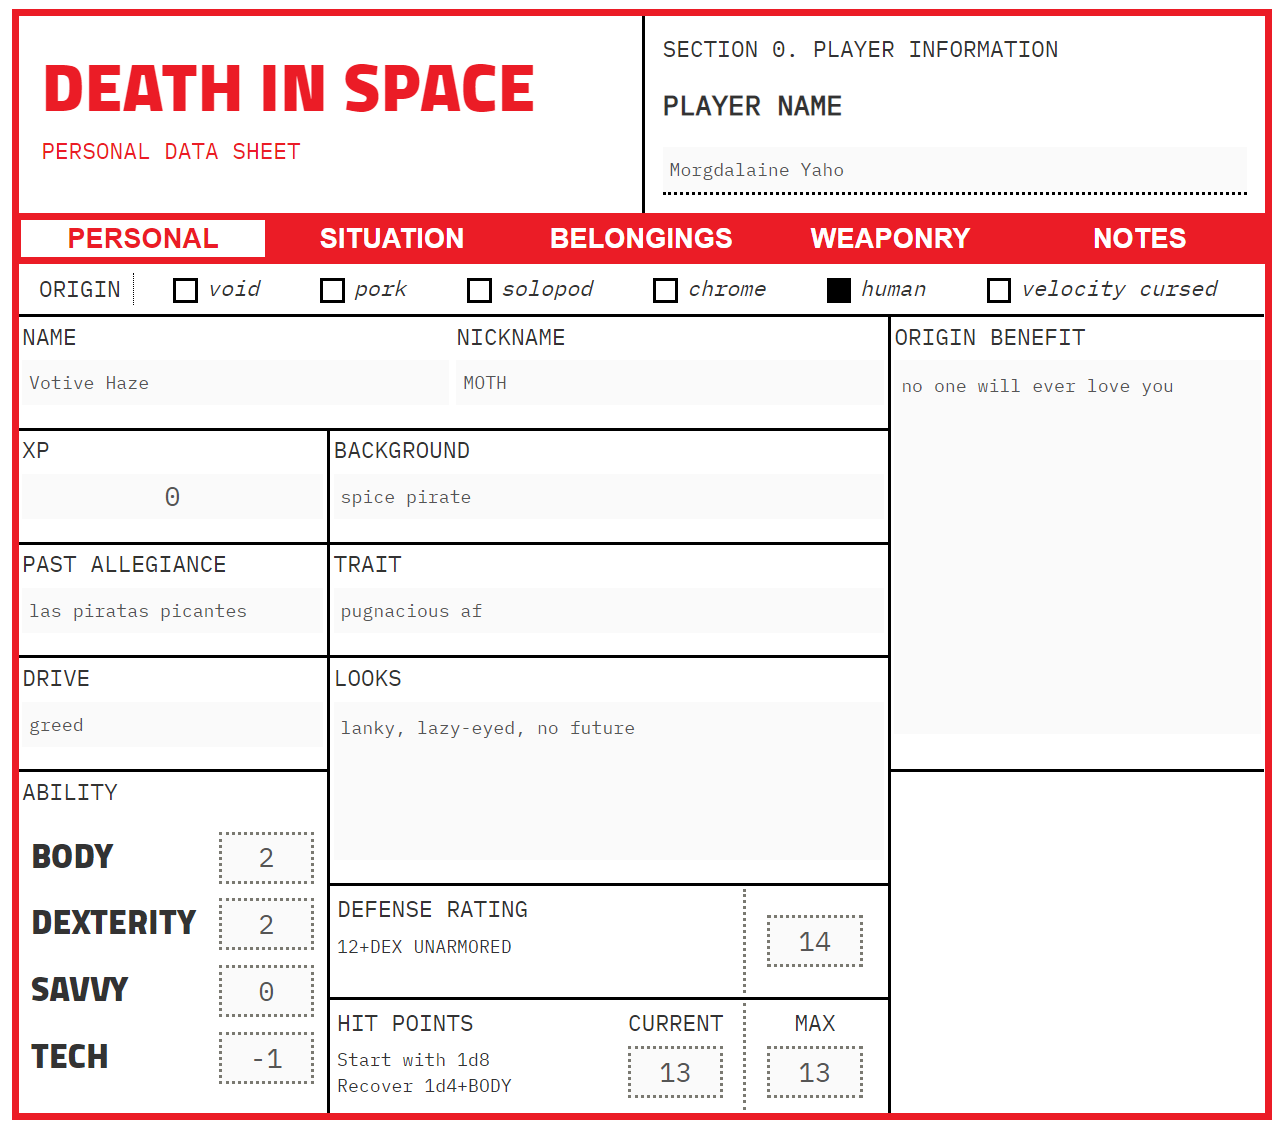 DEATH IN SPACE
PERSONAL DATA SHEET
SECTION 0. PLAYER INFORMATION
PLAYER NAME
Morgdalaine Yaho
PERSONAL SITUATION BELONGINGS WEAPONRY NOTES
ORIGIN void pork solopod chrome human velocity cursed
NAME NICKNAME ORIGIN BENEFIT
Votive Haze MOTH no one will ever love you
XP BACKGROUND
0 spice pirate
PAST ALLEGIANCE TRAIT
las piratas picantes pugnacious af
DRIVE LOOKS
greed lanky, lazy-eyed, no future
ABILITY
BODY 2
DEXTERITY 2
SAVVY 0
TECH -1
DEFENSE RATING
12+DEX UNARMORED 14
HIT POINTS CURRENT MAX
Start with 1d8
Recover 1d4+BODY 13 13